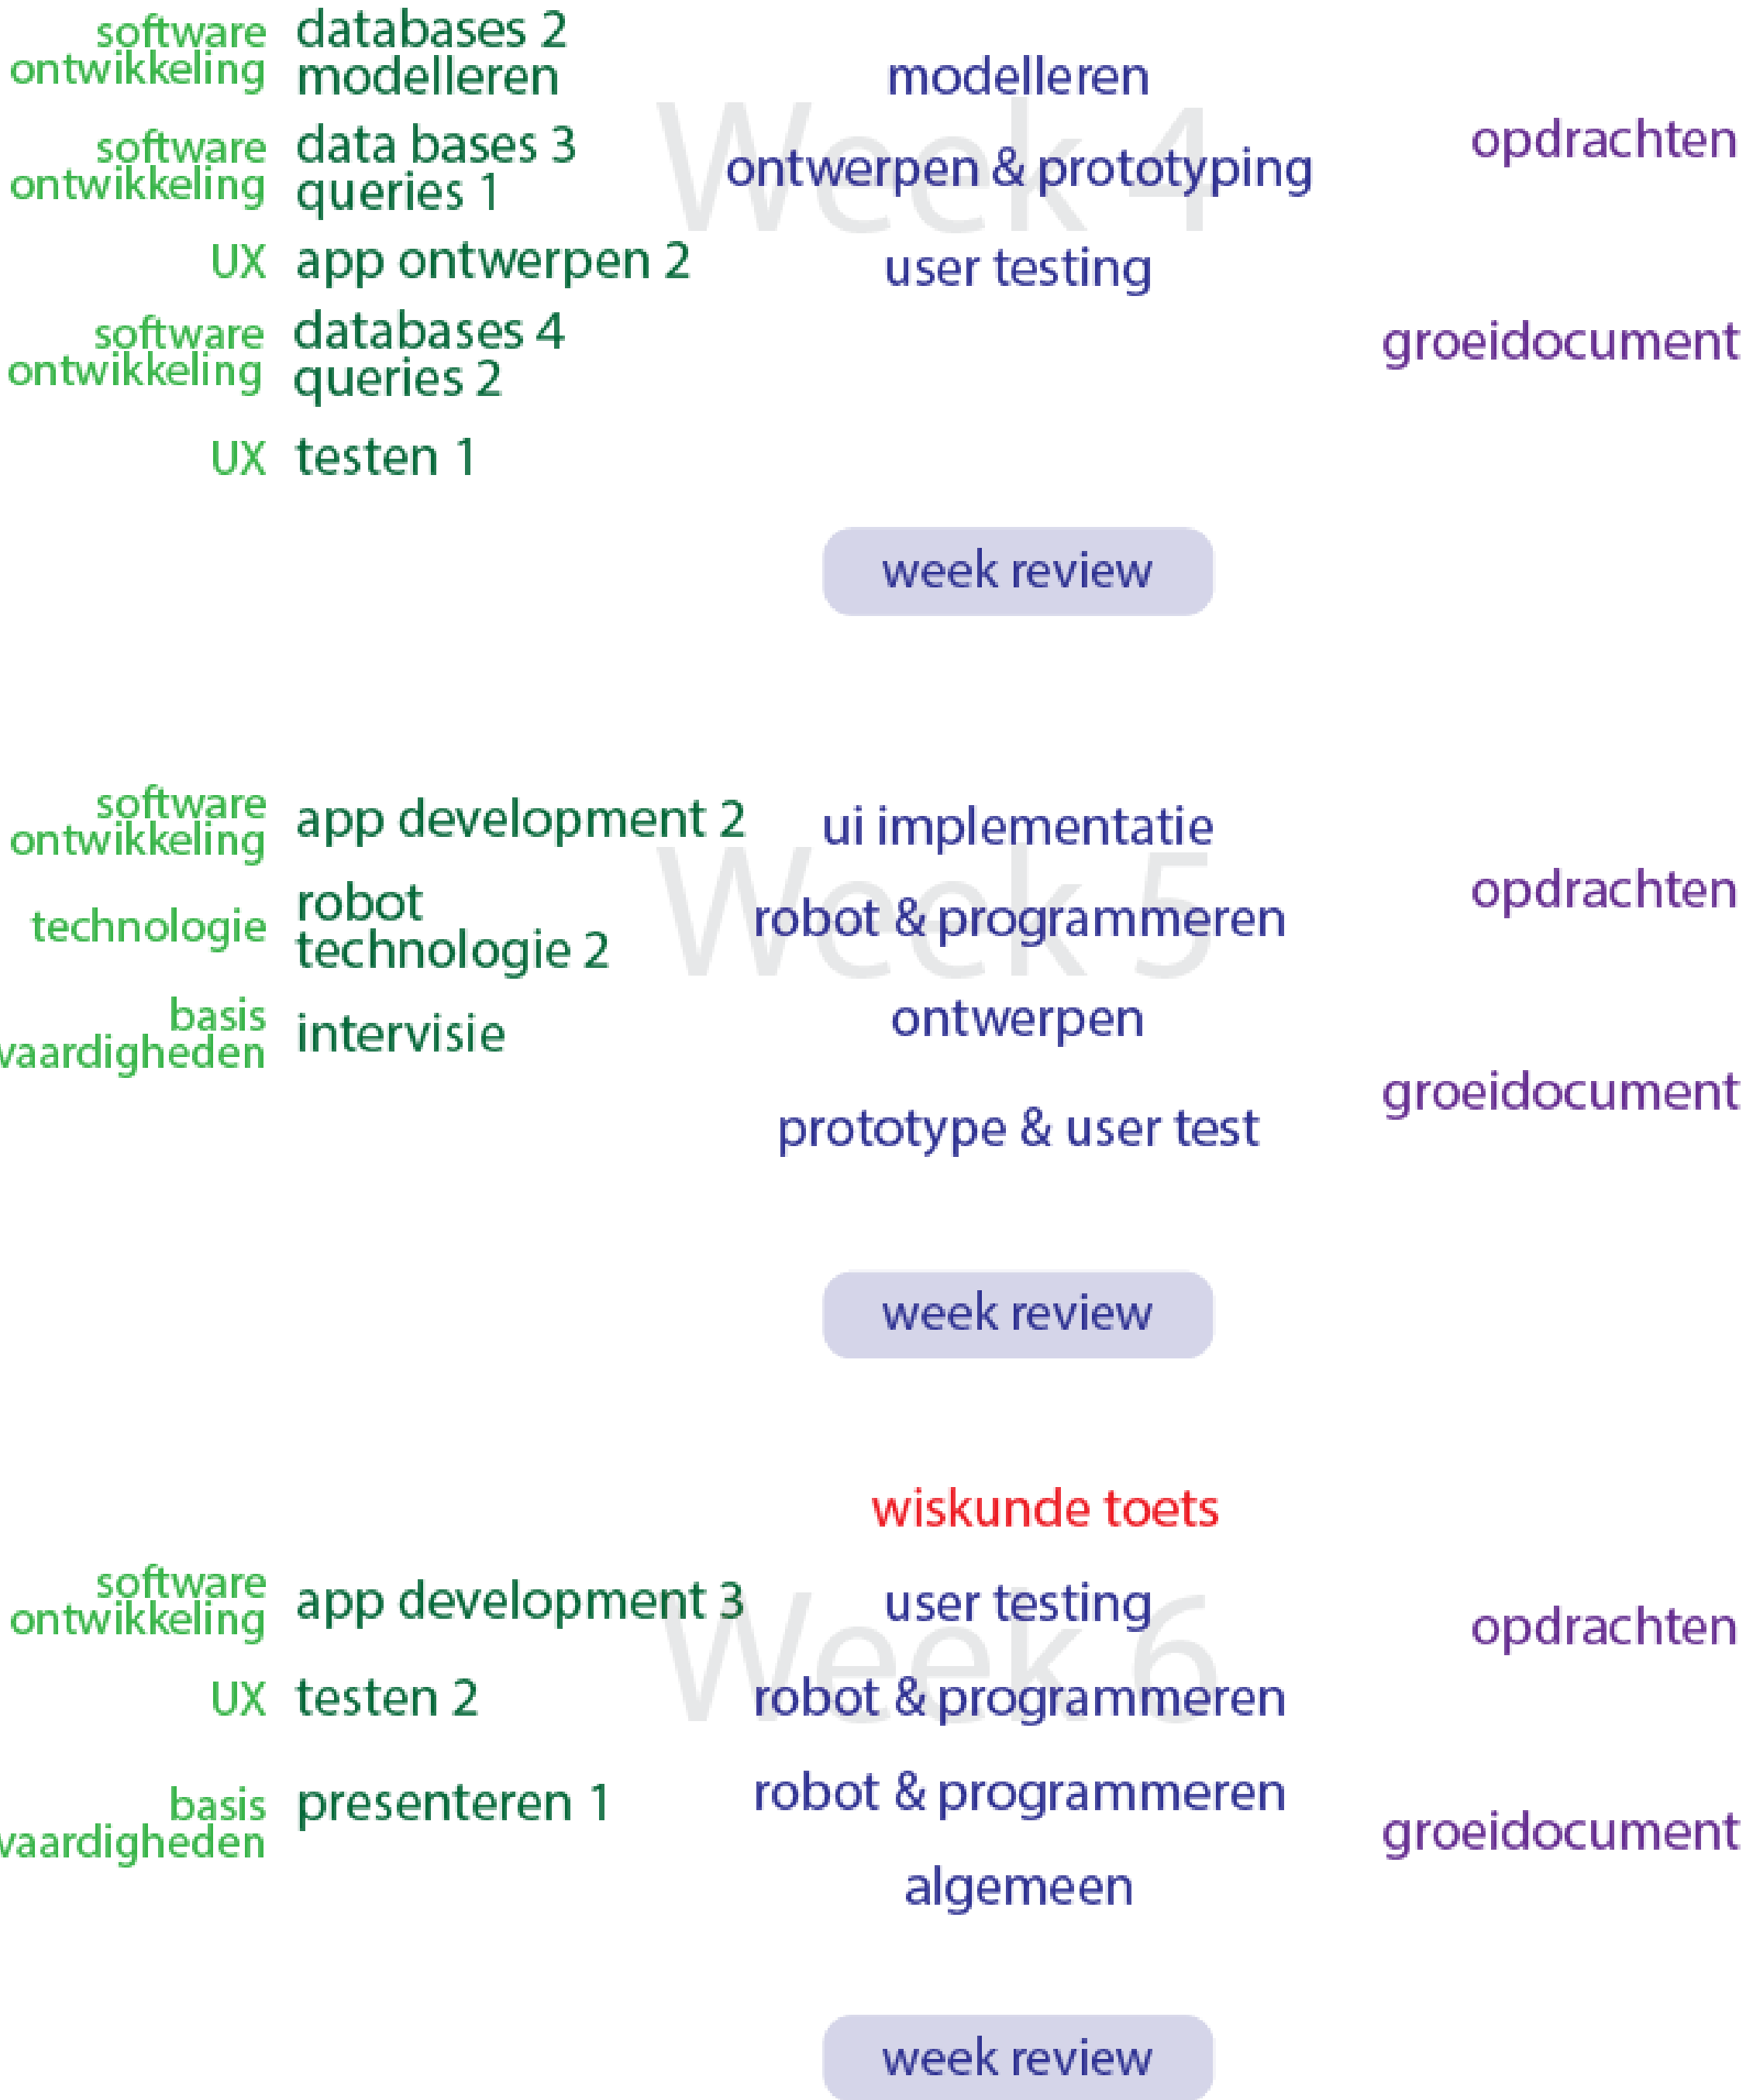 software
ontwikkeling
databases 2
modelleren
software
ontwikkeling
data bases 3
queries 1
UX
app ontwerpen 2
software
ontwikkeling
databases 4
queries 2
UX
testen 1
Week 4
modelleren
ontwerpen & prototyping
user testing
opdrachten
groeidocument
week review
software
ontwikkeling
app development 2
technologie
robot
technologie 2
basis
vaardigheden
intervisie
Week 5
ui implementatie
robot & programmeren
ontwerpen
prototype & user test
opdrachten
groeidocument
week review
wiskunde toets
software
ontwikkeling
app development 3
UX
testen 2
basis
vaardigheden
presenteren 1
Week 6
user testing
robot & programmeren
robot & programmeren
algemeen
opdrachten
groeidocument
week review